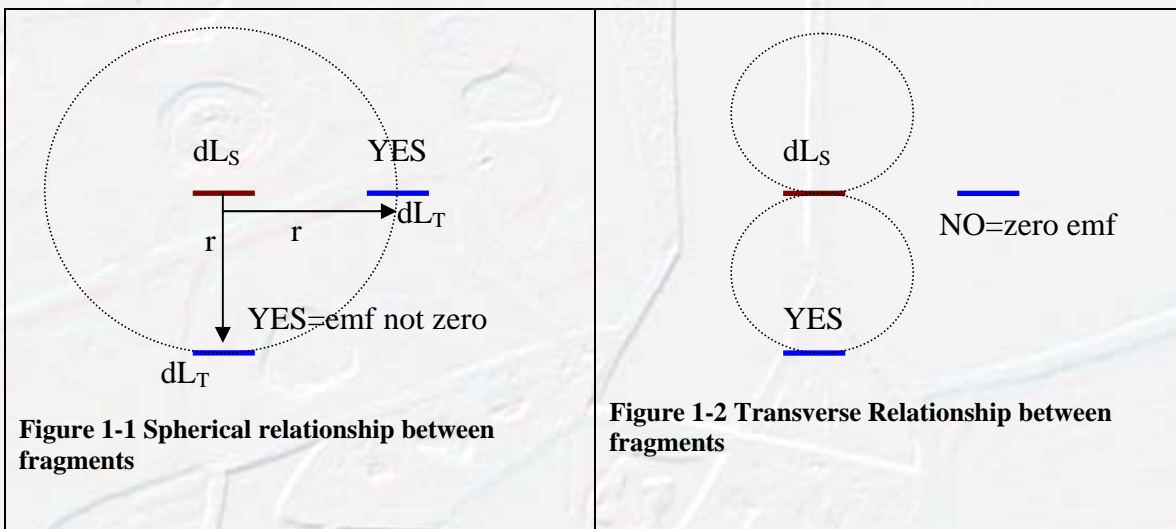 dL_S
YES
dL_T
r
r
YES=emf not zero
dL_T
Figure 1-1 Spherical relationship between
fragments
dL_S
NO=zero emf
YES
Figure 1-2 Transverse Relationship between
fragments